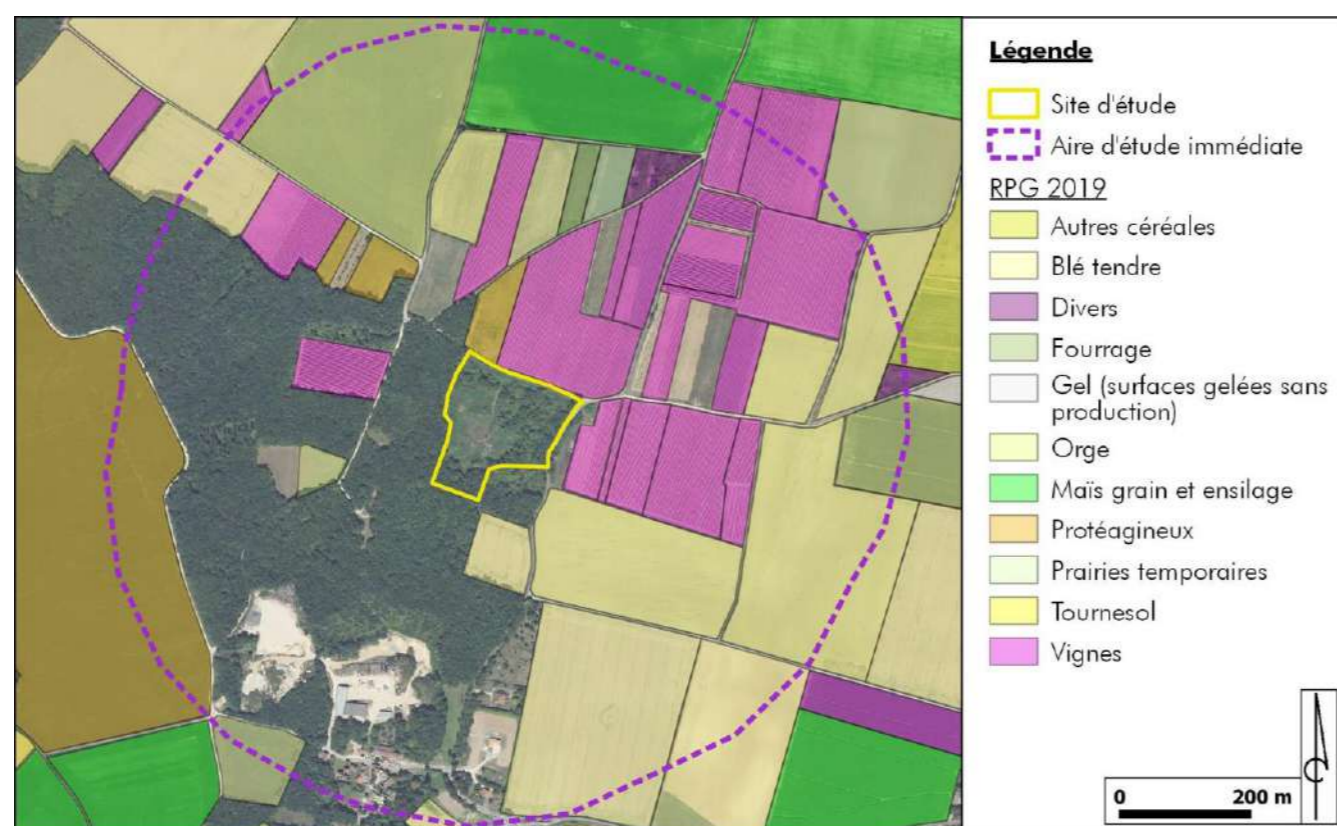 Légende
Site d'étude
Aire d'étude immédiate
RPG 2019
Autres céréales
Blé tendre
Divers
Fourrage
Gel (surfaces gelées sans
production)
Orge
Maïs grain et ensilage
Protéagineux
Prairies temporaires
Tournesol
Vignes
0 200 m